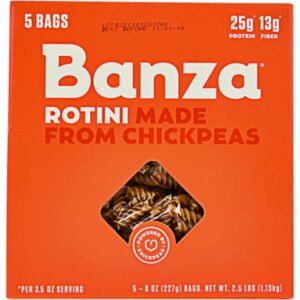 5 BAGS
25g* 13g*
PROTEIN FIBER
Banza®
ROTINI MADE
FROM CHICKPEAS
POWERED BY
CHICKPEAS
*PER 3.5 OZ SERVING
5 - 8 OZ (227g) BAGS. NET WT. 2.5 LBS (1.13kg)